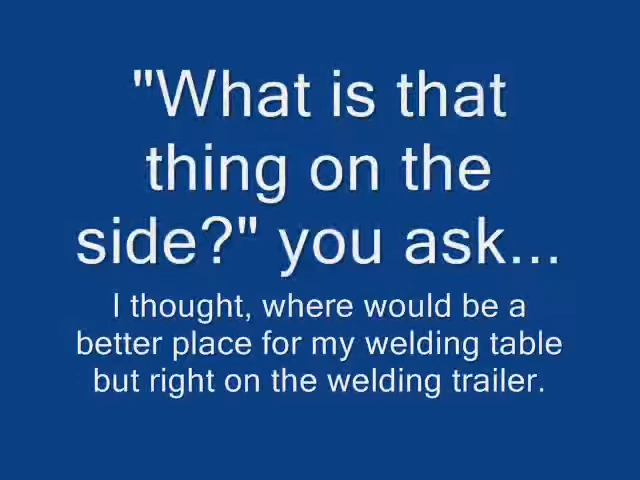 "What is that
thing on the
side?" you ask...
I thought, where would be a
better place for my welding table
but right on the welding trailer.